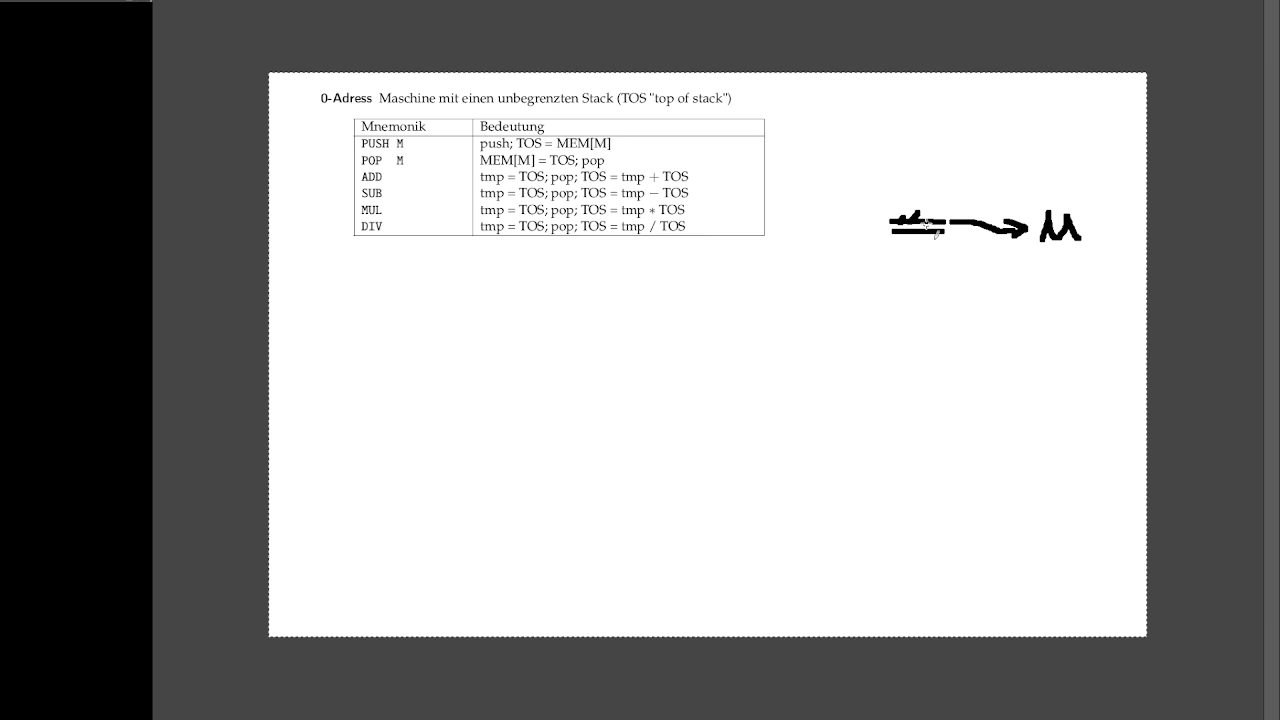 0-Adress Maschine mit einen unbegrenzten Stack (TOS "top of stack")
Mnemonik Bedeutung
PUSH M push; TOS = MEM[M]
POP M MEM[M] = TOS; pop
ADD tmp = TOS; pop; TOS = tmp + TOS
SUB tmp = TOS; pop; TOS = tmp − TOS
MUL tmp = TOS; pop; TOS = tmp ∗ TOS
DIV tmp = TOS; pop; TOS = tmp / TOS
M